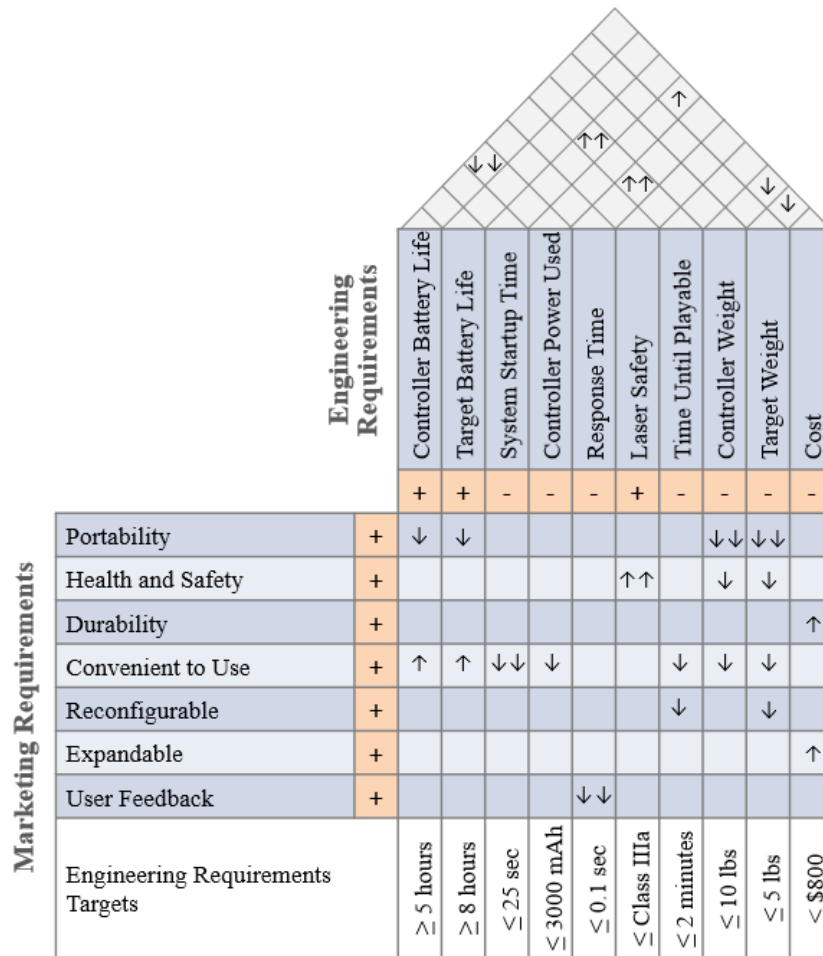 ↑
↑↑
↓↓
↑↑ ↓
↓
Engineering
Requirements
Controller Battery Life
Target Battery Life
System Startup Time
Controller Power Used
Response Time
Laser Safety
Time Until Playable
Controller Weight
Target Weight
Cost
+ + - - - + - - - -
Marketing Requirements
Portability + ↓ ↓ ↓↓ ↓↓
Health and Safety + ↑↑ ↓ ↓
Durability + ↑
Convenient to Use + ↑ ↑ ↓↓ ↓ ↓ ↓ ↓
Reconfigurable + ↓ ↓
Expandable + ↑
User Feedback + ↓↓
Engineering Requirements
Targets
≥ 5 hours
≥ 8 hours
≤ 25 sec
≤ 3000 mAh
≤ 0.1 sec
≤ Class IIIa
≤ 2 minutes
≤ 10 lbs
≤ 5 lbs
< $800